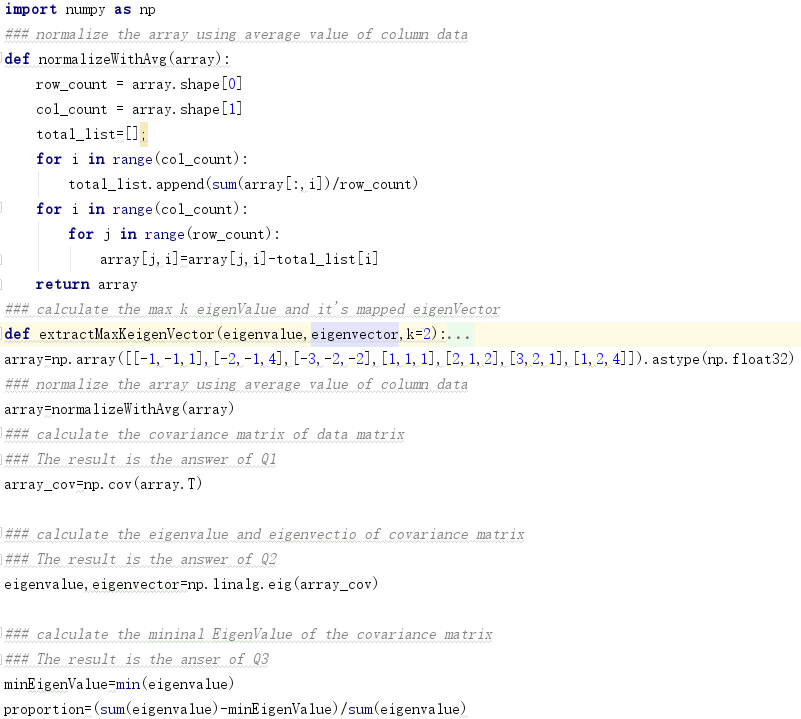 import numpy as np
### normalize the array using average value of column data
def normalizeWithAvg(array):
    row_count = array.shape[0]
    col_count = array.shape[1]
    total_list=[];
    for i in range(col_count):
        total_list.append(sum(array[:,i])/row_count)
    for i in range(col_count):
        for j in range(row_count):
            array[j,i]=array[j,i]-total_list[i]
    return array
### calculate the max k eigenValue and it's mapped eigenVector
def extractMaxKeigenVector(eigenvalue,eigenvector,k=2):...
array=np.array([[-1,-1,1],[-2,-1,4],[-3,-2,-2],[1,1,1],[2,1,2],[3,2,1],[1,2,4]]).astype(np.float32)
### normalize the array using average value of column data
array=normalizeWithAvg(array)
### calculate the covariance matrix of data matrix
### The result is the answer of Q1
array_cov=np.cov(array.T)
### calculate the eigenvalue and eigenvectio of covariance matrix
### The result is the answer of Q2
eigenvalue,eigenvector=np.linalg.eig(array_cov)
### calculate the mininal EigenValue of the covariance matrix
### The result is the anser of Q3
minEigenValue=min(eigenvalue)
proportion=(sum(eigenvalue)-minEigenValue)/sum(eigenvalue)